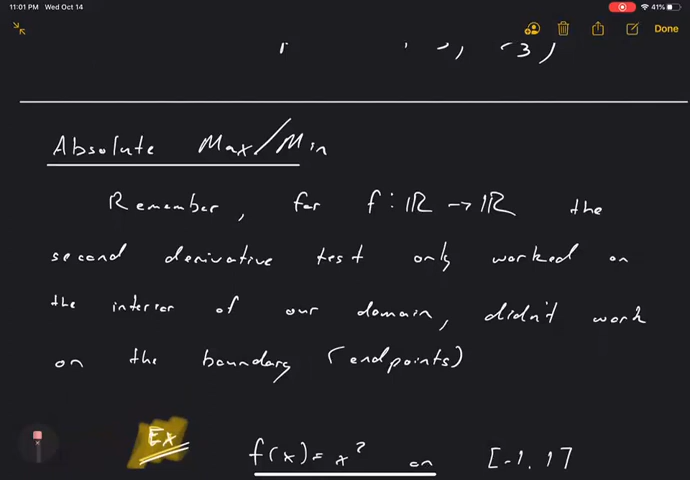 11:01 PM Wed Oct 14
41%
Done
3)
Absolute Max/Min
Remember, for f: ℝ → ℝ the
second derivative test only worked on
the interior of our domain, didn't work
on the boundary (endpoints)
Ex f(x) = x² on [-1, 1]